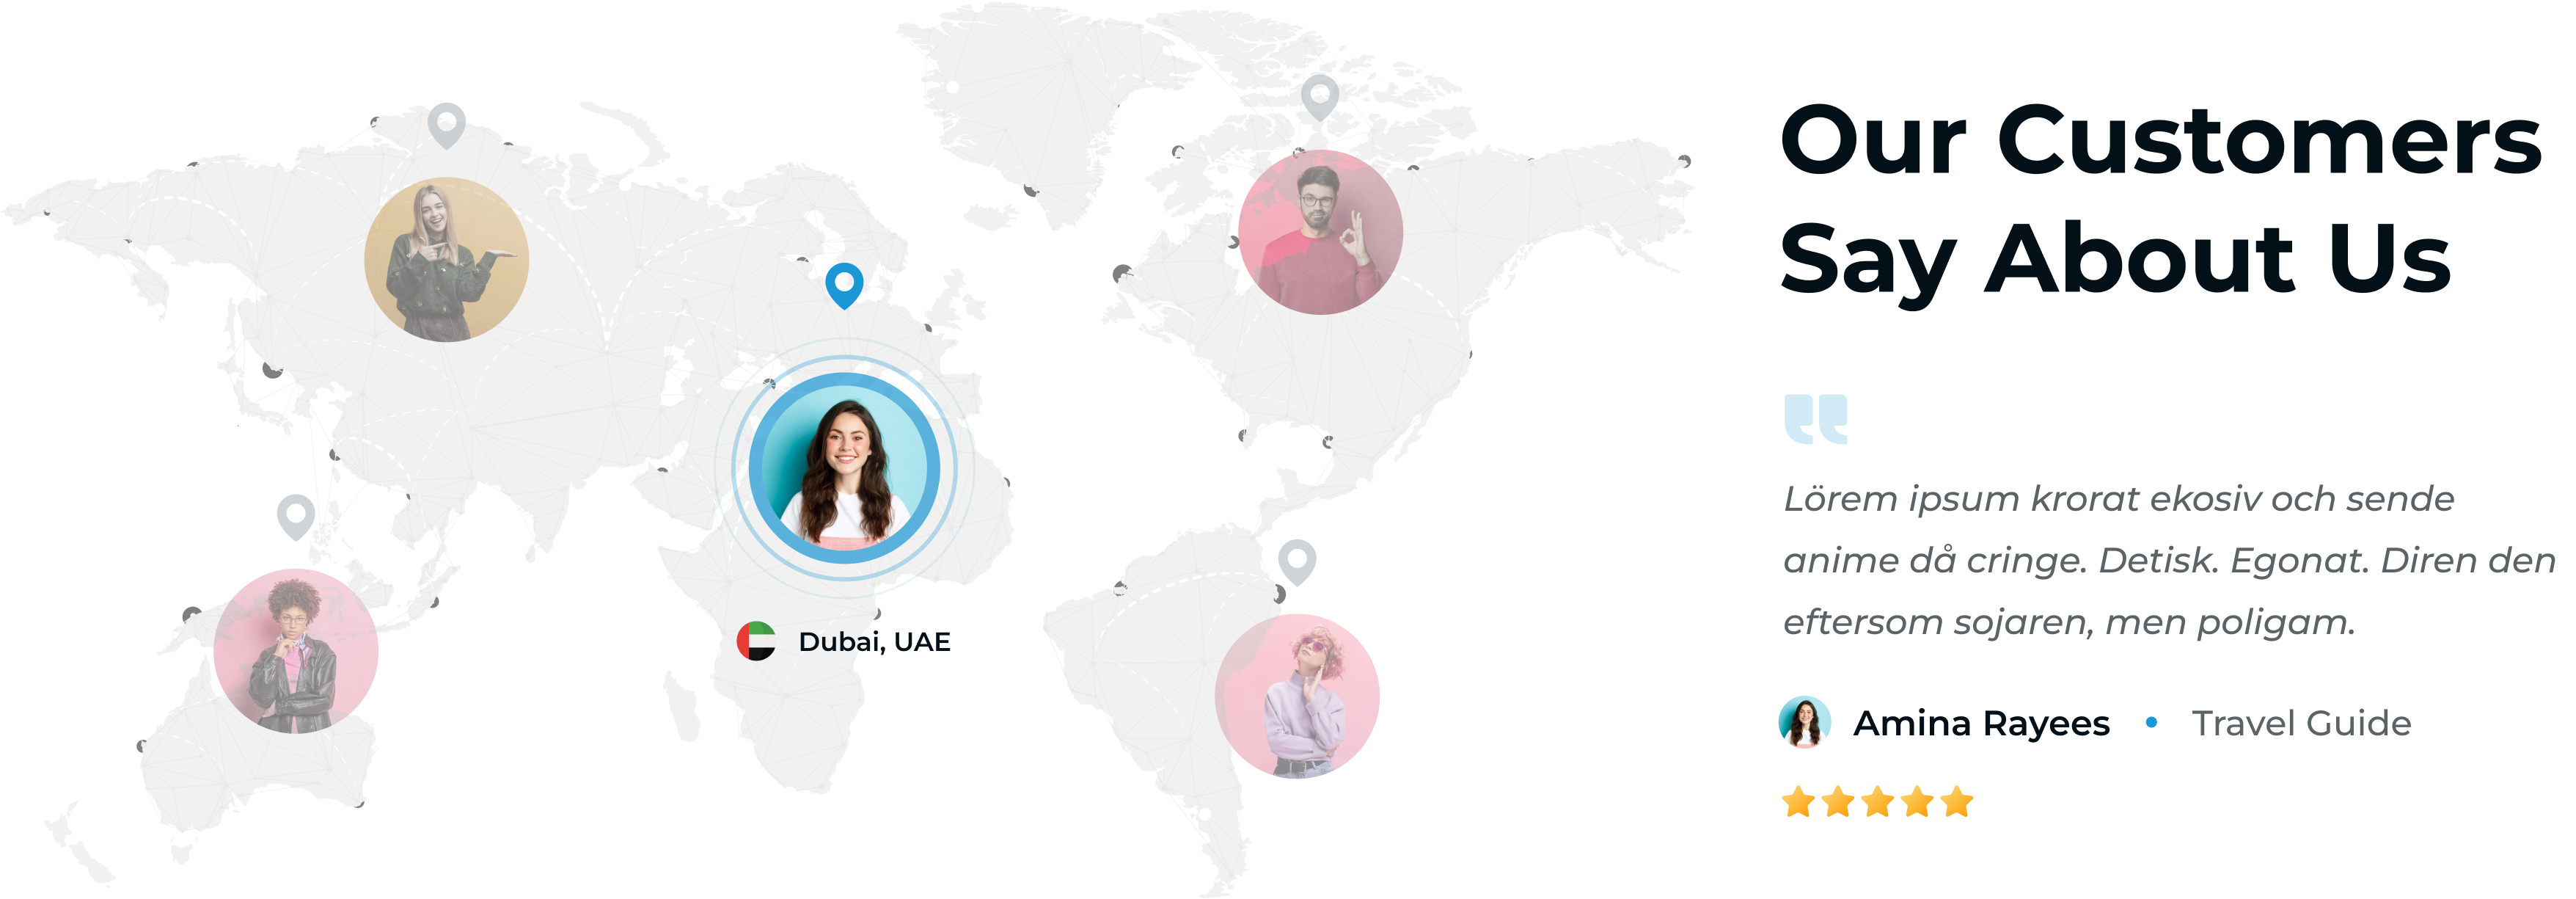 Our Customers
Say About Us
Lörem ipsum krorat ekosiv och sende
anime då cringe. Detisk. Egonat. Diren den
eftersom sojaren, men poligam.
Amina Rayees • Travel Guide
Dubai, UAE